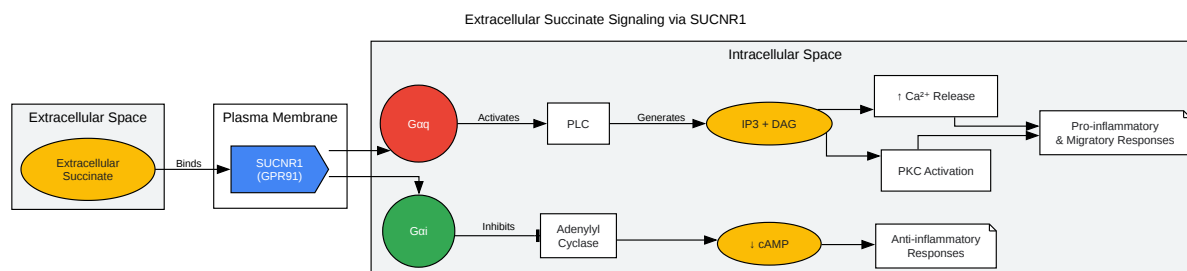 Extracellular Succinate Signaling via SUCNR1
Extracellular Space
Extracellular
Succinate
Binds
Plasma Membrane
SUCNR1
(GPR91)
Intracellular Space
Gαq
Activates
PLC
Generates
IP3 + DAG
↑ Ca²⁺ Release
PKC Activation
Pro-inflammatory
& Migratory Responses
Gαi
Inhibits
Adenylyl
Cyclase
↓ cAMP
Anti-inflammatory
Responses